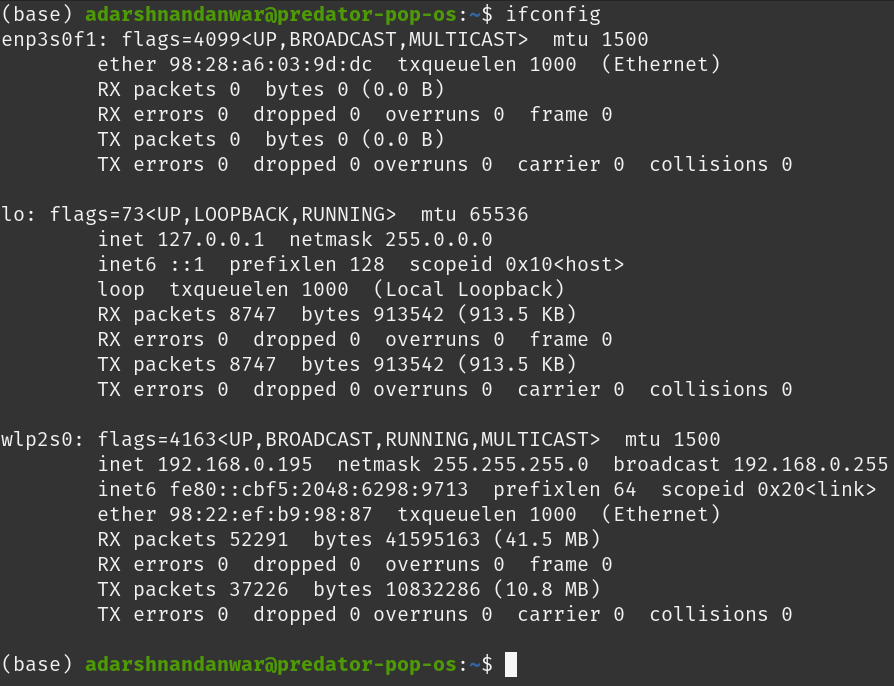 (base) adarshnandanwar@predator-pop-os:~$ ifconfig
enp3s0f1: flags=4099<UP,BROADCAST,MULTICAST>  mtu 1500
        ether 98:28:a6:03:9d:dc  txqueuelen 1000  (Ethernet)
        RX packets 0  bytes 0 (0.0 B)
        RX errors 0  dropped 0  overruns 0  frame 0
        TX packets 0  bytes 0 (0.0 B)
        TX errors 0  dropped 0 overruns 0  carrier 0  collisions 0

lo: flags=73<UP,LOOPBACK,RUNNING>  mtu 65536
        inet 127.0.0.1  netmask 255.0.0.0
        inet6 ::1  prefixlen 128  scopeid 0x10<host>
        loop  txqueuelen 1000  (Local Loopback)
        RX packets 8747  bytes 913542 (913.5 KB)
        RX errors 0  dropped 0  overruns 0  frame 0
        TX packets 8747  bytes 913542 (913.5 KB)
        TX errors 0  dropped 0 overruns 0  carrier 0  collisions 0

wlp2s0: flags=4163<UP,BROADCAST,RUNNING,MULTICAST>  mtu 1500
        inet 192.168.0.195  netmask 255.255.255.0  broadcast 192.168.0.255
        inet6 fe80::cbf5:2048:6298:9713  prefixlen 64  scopeid 0x20<link>
        ether 98:22:ef:b9:98:87  txqueuelen 1000  (Ethernet)
        RX packets 52291  bytes 41595163 (41.5 MB)
        RX errors 0  dropped 0  overruns 0  frame 0
        TX packets 37226  bytes 10832286 (10.8 MB)
        TX errors 0  dropped 0 overruns 0  carrier 0  collisions 0

(base) adarshnandanwar@predator-pop-os:~$